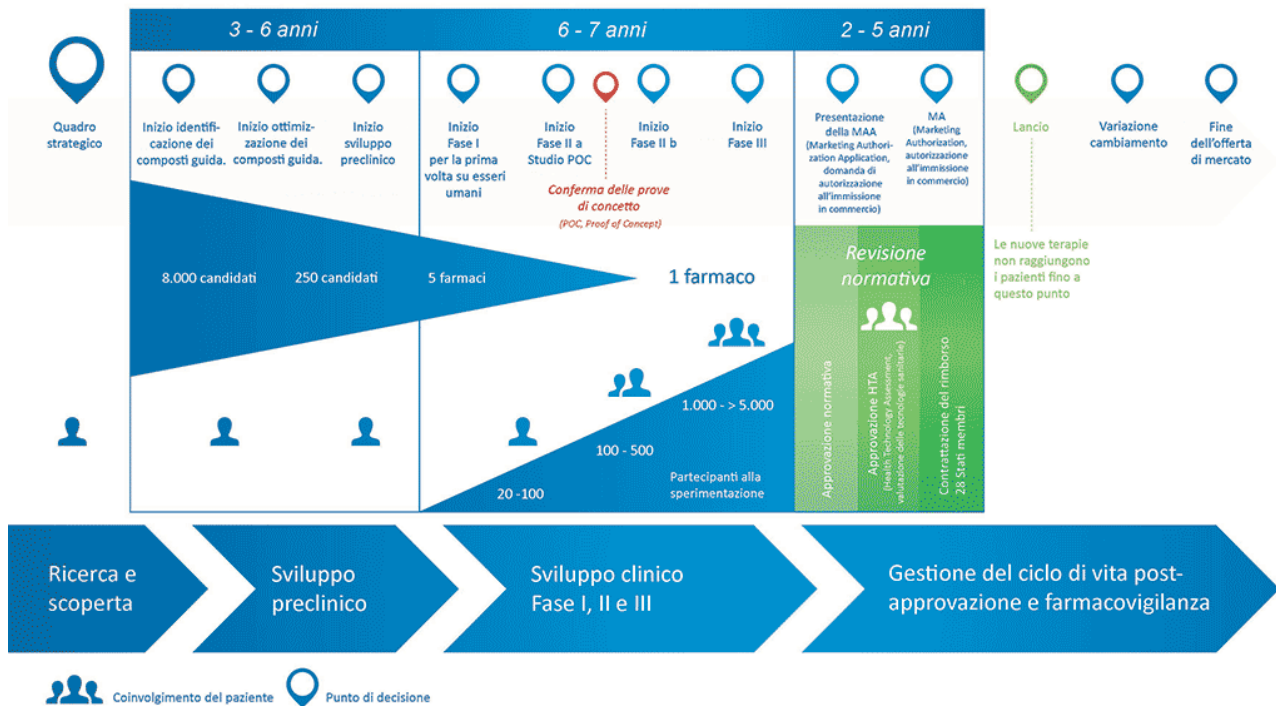 3 - 6 anni
6 - 7 anni
2 - 5 anni
Quadro
strategico
Inizio identifi-
cazione dei
composti guida.
Inizio ottimiz-
zazione dei
composti guida.
Inizio
sviluppo
preclinico
Inizio
Fase I
per la prima
volta su esseri
umani
Inizio
Fase II a
Studio POC
Conferma delle prove
di concetto
(POC, Proof of Concept)
Inizio
Fase II b
Inizio
Fase III
Presentazione
della MAA
(Marketing Authori-
zation Application,
domanda di
autorizzazione
all'immissione
in commercio)
MA
(Marketing
Authorization,
autorizzazione
all'immissione
in commercio)
Lancio
Variazione
cambiamento
Fine
dell'offerta
di mercato
8.000 candidati
250 candidati
5 farmaci
1 farmaco
Revisione
normativa
Le nuove terapie
non raggiungono
i pazienti fino a
questo punto
20 -100
100 - 500
1.000 - > 5.000
Partecipanti alla
sperimentazione
Approvazione normativa
Approvazione HTA
(Health Technology Assessment,
valutazione delle tecnologie sanitarie)
Contrattazione del rimborso
28 Stati membri
Ricerca e
scoperta
Sviluppo
preclinico
Sviluppo clinico
Fase I, II e III
Gestione del ciclo di vita post-
approvazione e farmacovigilanza
Coinvolgimento del paziente
Punto di decisione